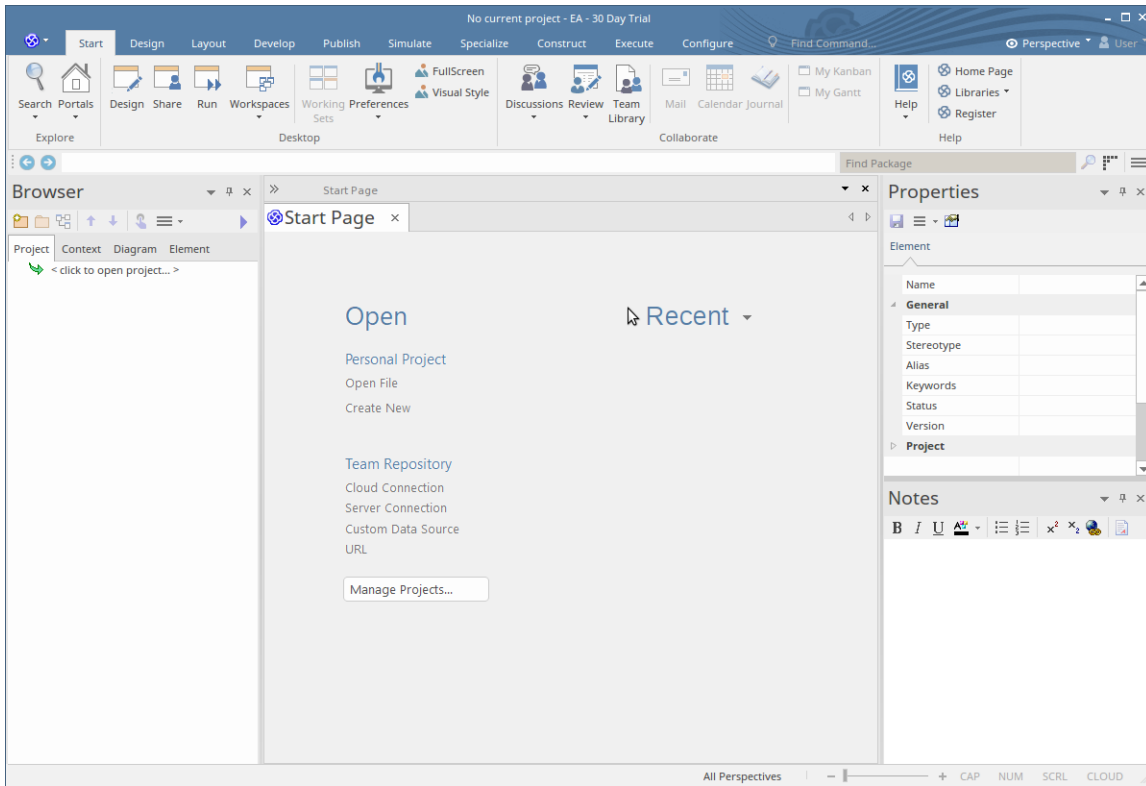 No current project - EA - 30 Day Trial
Start Design Layout Develop Publish Simulate Specialize Construct Execute Configure Find Command... Perspective User
Search Portals Design Share Run Workspaces Working Sets Preferences FullScreen Visual Style Discussions Review Team Library Mail Calendar Journal My Kanban My Gantt Help Home Page Libraries Register
Explore Desktop Collaborate Help
Find Package
Browser
Project Context Diagram Element
< click to open project... >
Start Page
Start Page
Open
Personal Project
Open File
Create New
Team Repository
Cloud Connection
Server Connection
Custom Data Source
URL
Manage Projects...
Recent
Properties
Element
Name
General
Type
Stereotype
Alias
Keywords
Status
Version
Project
Notes
B I U x² x₂
All Perspectives CAP NUM SCRL CLOUD